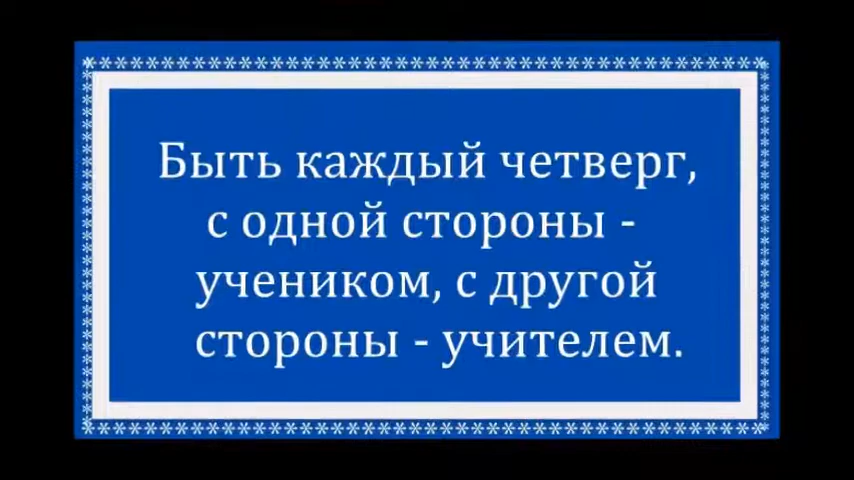 Быть каждый четверг,
с одной стороны -
учеником, с другой
стороны - учителем.